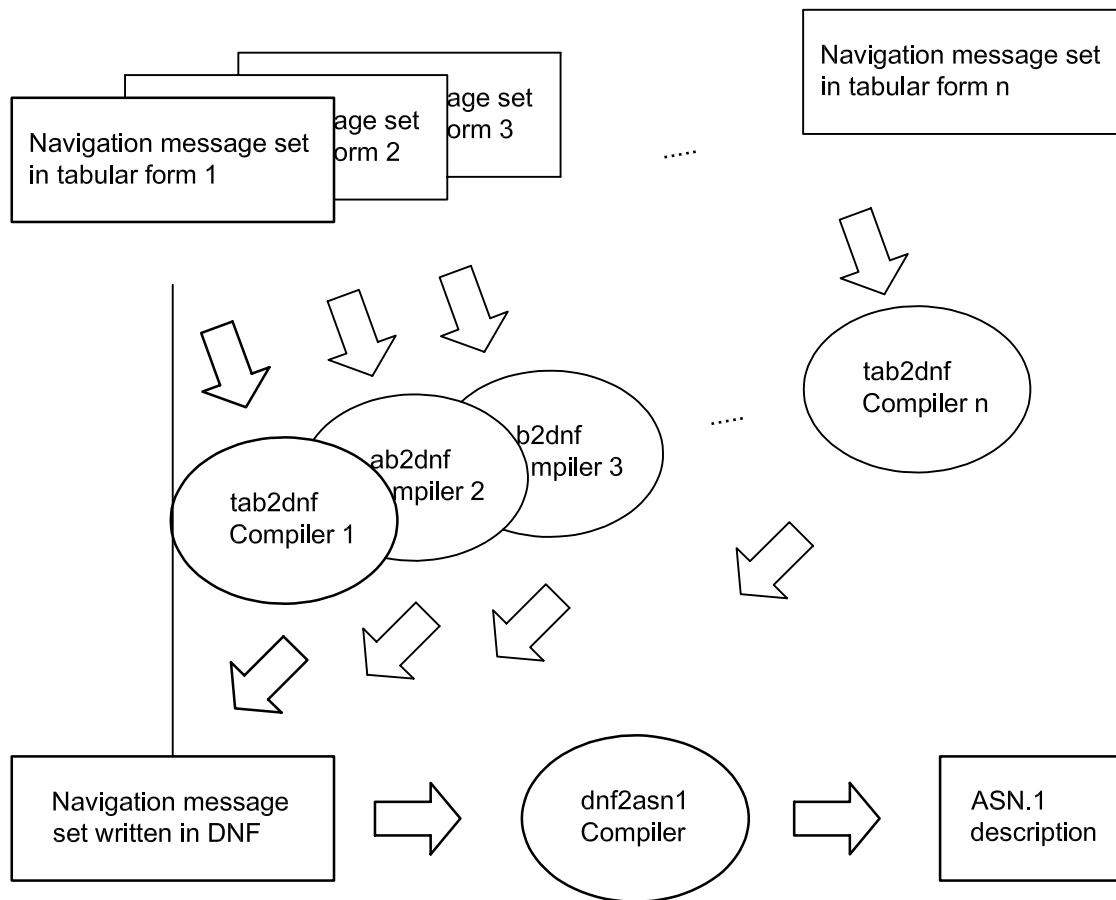 Navigation message set
in tabular form n
age set
orm 3
age set
orm 2
Navigation message set
in tabular form 1
.....
tab2dnf
Compiler n
.....
b2dnf
mpiler 3
ab2dnf
mpiler 2
tab2dnf
Compiler 1
Navigation message
set written in DNF
dnf2asn1
Compiler
ASN.1
description